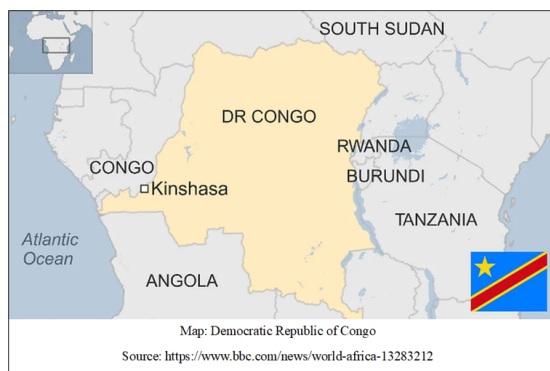 SOUTH SUDAN
DR CONGO
RWANDA
CONGO
BURUNDI
Kinshasa
TANZANIA
Atlantic
Ocean
ANGOLA
Map: Democratic Republic of Congo
Source: https://www.bbc.com/news/world-africa-13283212